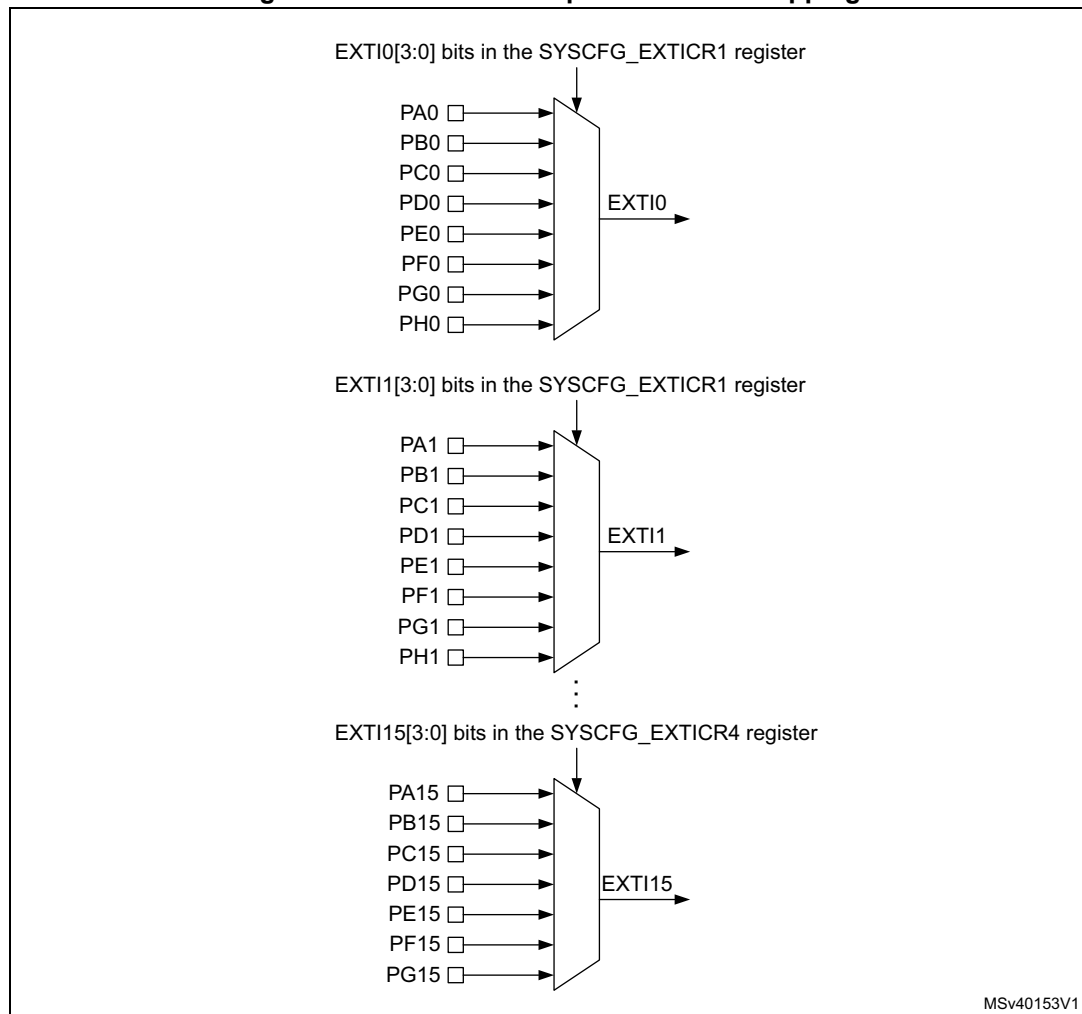 EXTI0[3:0] bits in the SYSCFG_EXTICR1 register
PA0
PB0
PC0
PD0
EXTI0
PE0
PF0
PG0
PH0
EXTI1[3:0] bits in the SYSCFG_EXTICR1 register
PA1
PB1
PC1
PD1
EXTI1
PE1
PF1
PG1
PH1
EXTI15[3:0] bits in the SYSCFG_EXTICR4 register
PA15
PB15
PC15
PD15
EXTI15
PE15
PF15
PG15
MSv40153V1